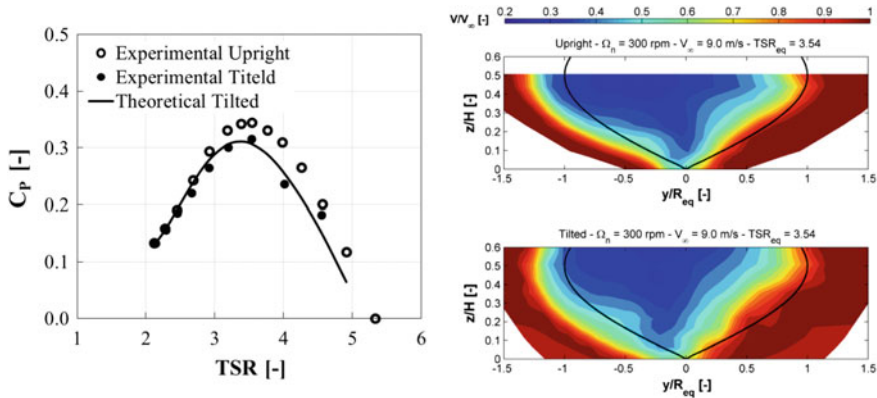 C_P [-]
0.4
0.3
0.2
0.1
0.0
1 2 3 4 5 6
TSR [-]
Experimental Upright
Experimental Titeld
Theoretical Tilted
V/V∞ [-]
0.2 0.3 0.4 0.5 0.6 0.7 0.8 0.9 1
Upright - Ωn = 300 rpm - V∞ = 9.0 m/s - TSReq = 3.54
z/H [-]
0.6
0.5
0.4
0.3
0.2
0.1
0
-1.5 -1 -0.5 0 0.5 1 1.5
y/Req [-]
Tilted - Ωn = 300 rpm - V∞ = 9.0 m/s - TSReq = 3.54
z/H [-]
0.6
0.5
0.4
0.3
0.2
0.1
0
-1.5 -1 -0.5 0 0.5 1 1.5
y/Req [-]